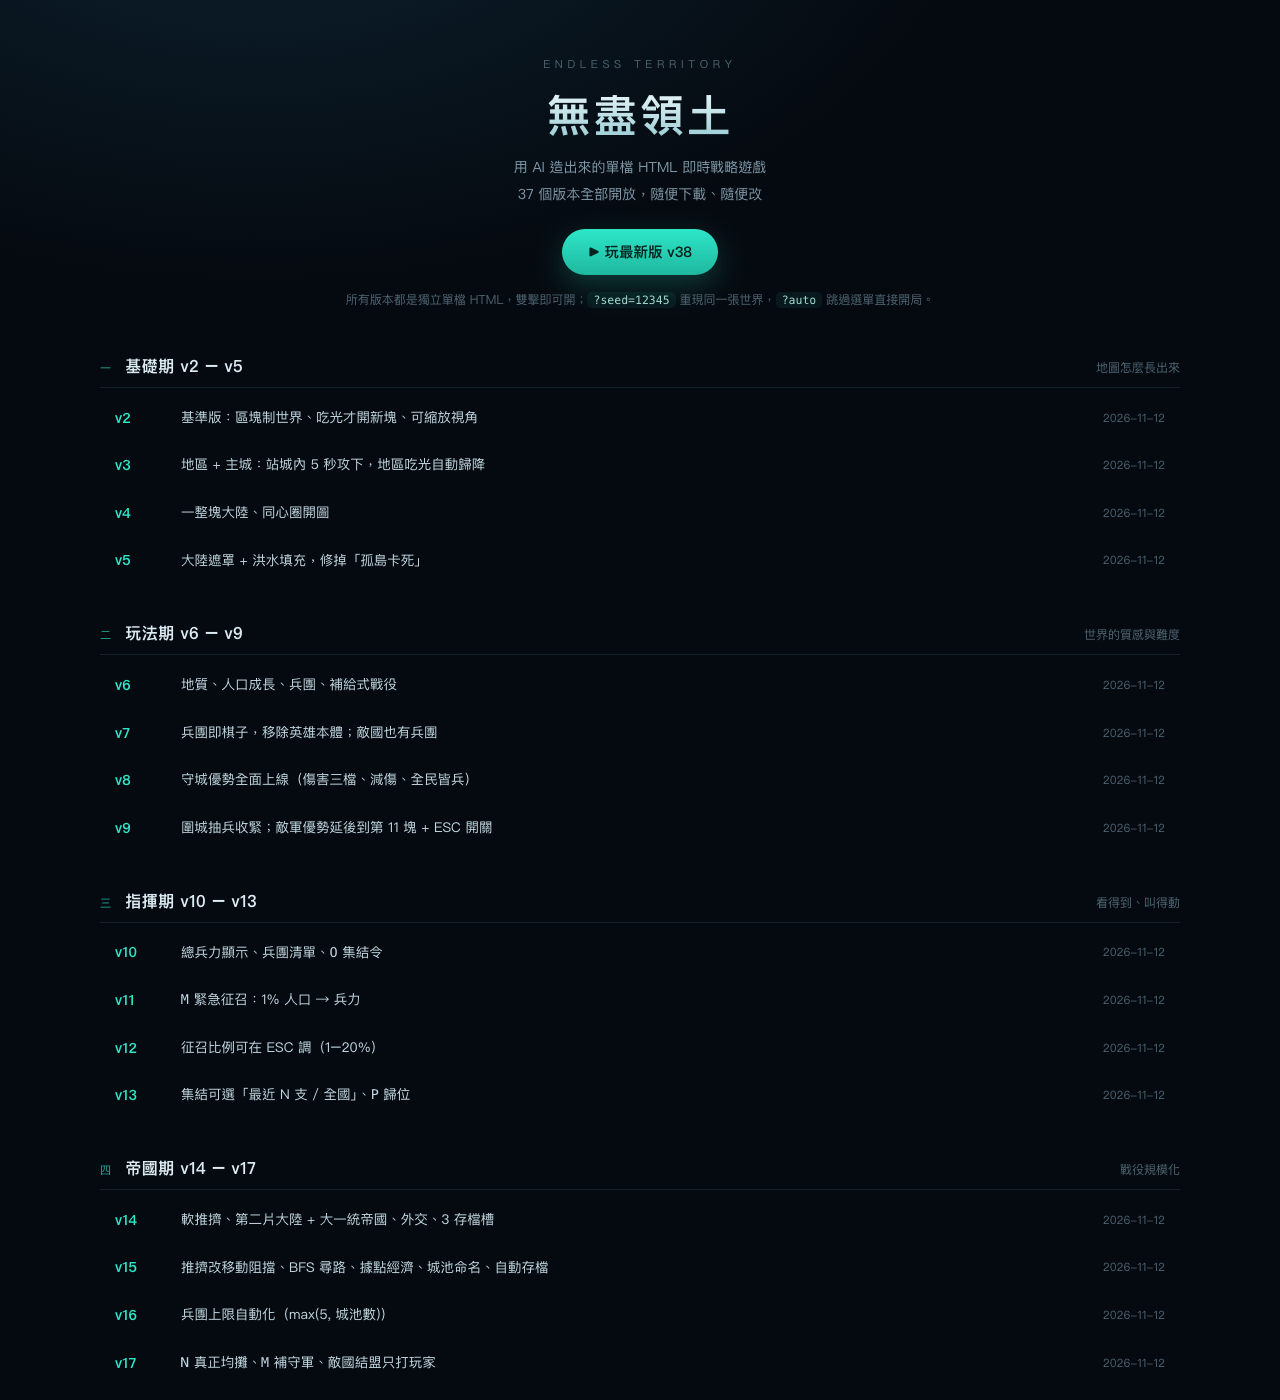 ENDLESS TERRITORY
無盡領土
用 AI 造出來的單檔 HTML 即時戰略遊戲
37 個版本全部開放，隨便下載、隨便改
▶ 玩最新版 v38
所有版本都是獨立單檔 HTML，雙擊即可開；?seed=12345 重現同一張世界，?auto 跳過選單直接開局。
一 基礎期 v2 — v5 地圖怎麼長出來
v2 基準版：區塊制世界、吃光才開新塊、可縮放視角 2026-11-12
v3 地區 + 主城：站城內 5 秒攻下，地區吃光自動歸降 2026-11-12
v4 一整塊大陸、同心圈開圖 2026-11-12
v5 大陸遮罩 + 洪水填充，修掉「孤島卡死」 2026-11-12
二 玩法期 v6 — v9 世界的質感與難度
v6 地質、人口成長、兵團、補給式戰役 2026-11-12
v7 兵團即棋子，移除英雄本體；敵國也有兵團 2026-11-12
v8 守城優勢全面上線（傷害三檔、減傷、全民皆兵） 2026-11-12
v9 圍城抽兵收緊；敵軍優勢延後到第 11 塊 + ESC 開關 2026-11-12
三 指揮期 v10 — v13 看得到、叫得動
v10 總兵力顯示、兵團清單、O 集結令 2026-11-12
v11 M 緊急征召：1% 人口 → 兵力 2026-11-12
v12 征召比例可在 ESC 調（1–20%） 2026-11-12
v13 集結可選「最近 N 支 / 全國」、P 歸位 2026-11-12
四 帝國期 v14 — v17 戰役規模化
v14 軟推擠、第二片大陸 + 大一統帝國、外交、3 存檔槽 2026-11-12
v15 推擠改移動阻擋、BFS 尋路、據點經濟、城池命名、自動存檔 2026-11-12
v16 兵團上限自動化（max(5, 城池數)） 2026-11-12
v17 N 真正均攤、M 補守軍、敵國結盟只打玩家 2026-11-12